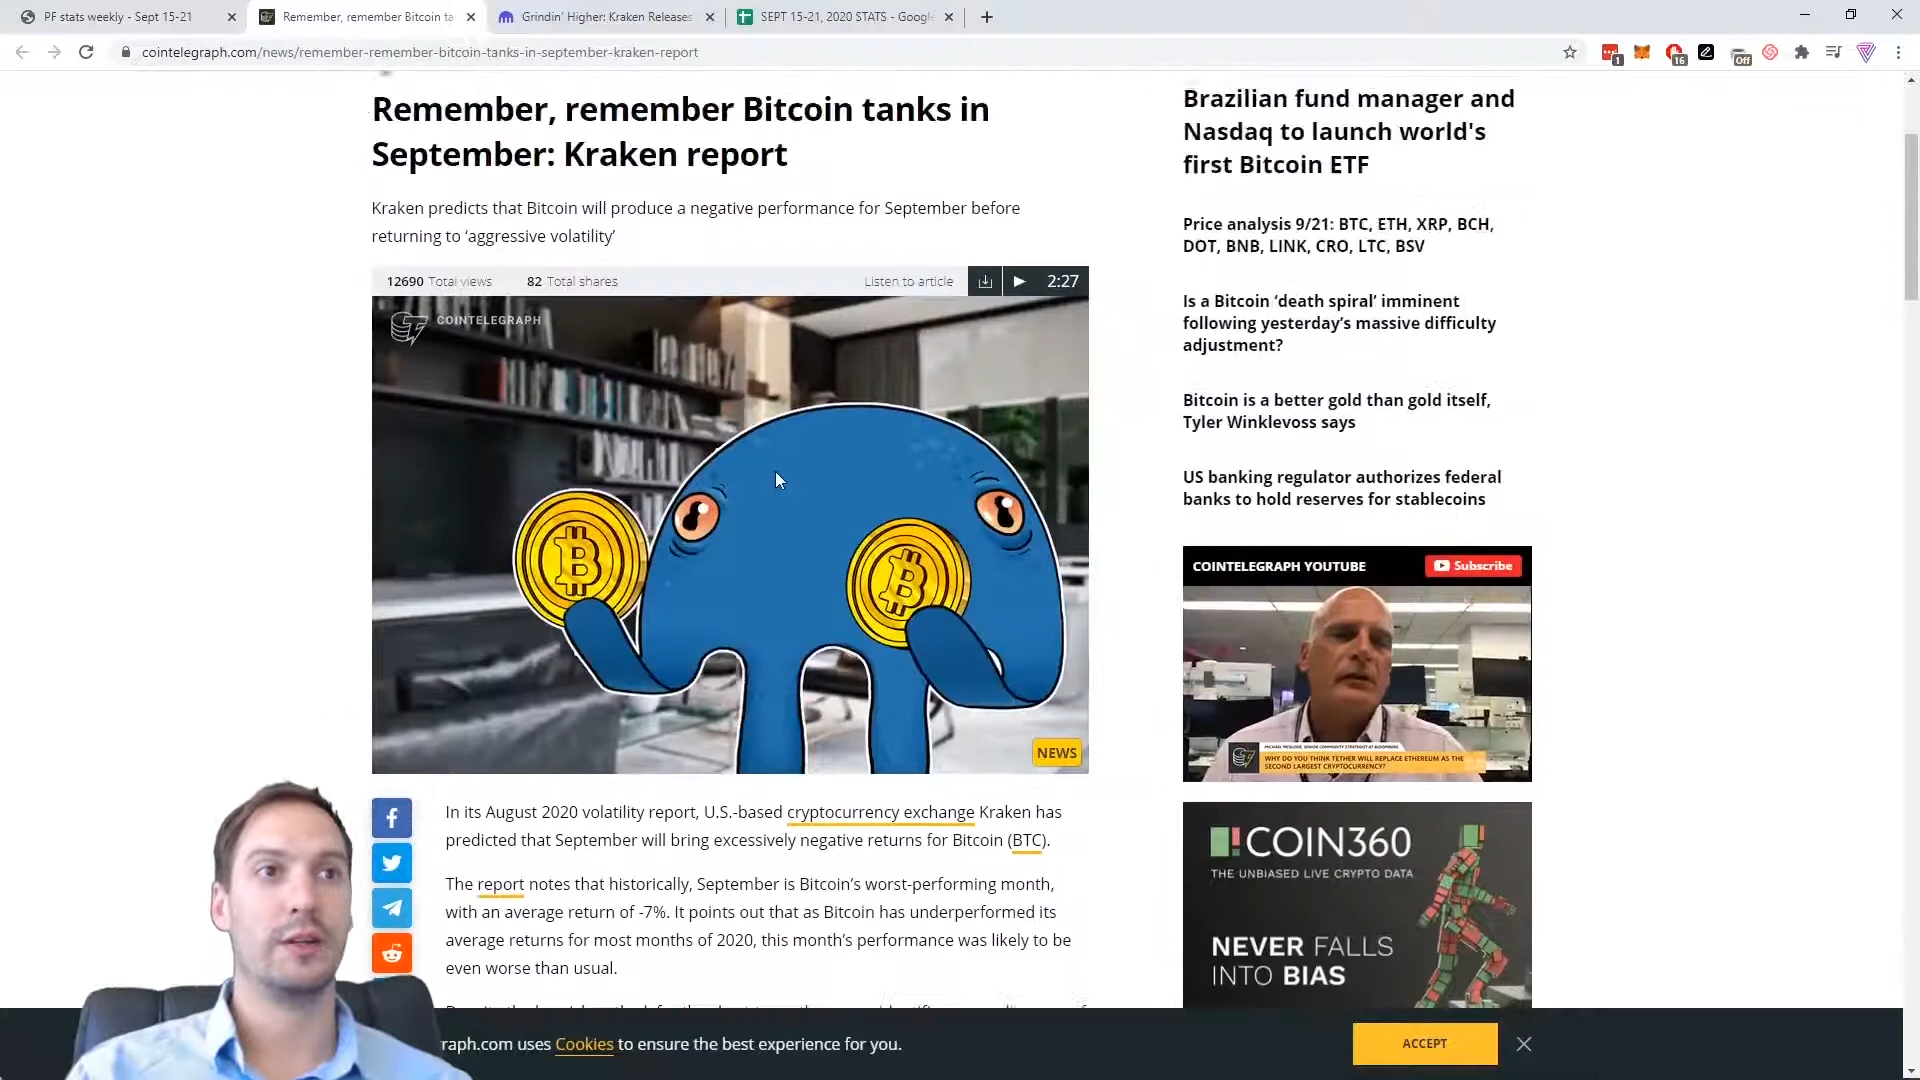 PF stats weekly - Sept 15-21
Remember, remember Bitcoin ta
Grindin' Higher: Kraken Releases
SEPT 15-21, 2020 STATS - Google
cointelegraph.com/news/remember-remember-bitcoin-tanks-in-september-kraken-report
1
16
Off
Remember, remember Bitcoin tanks in
September: Kraken report
Kraken predicts that Bitcoin will produce a negative performance for September before
returning to ‘aggressive volatility’
12690 Total views 82 Total shares Listen to article 2:27
COINTELEGRAPH
NEWS
In its August 2020 volatility report, U.S.-based cryptocurrency exchange Kraken has
predicted that September will bring excessively negative returns for Bitcoin (BTC).
The report notes that historically, September is Bitcoin’s worst-performing month,
with an average return of -7%. It points out that as Bitcoin has underperformed its
average returns for most months of 2020, this month’s performance was likely to be
even worse than usual.
Brazilian fund manager and
Nasdaq to launch world's
first Bitcoin ETF
Price analysis 9/21: BTC, ETH, XRP, BCH,
DOT, BNB, LINK, CRO, LTC, BSV
Is a Bitcoin ‘death spiral’ imminent
following yesterday’s massive difficulty
adjustment?
Bitcoin is a better gold than gold itself,
Tyler Winklevoss says
US banking regulator authorizes federal
banks to hold reserves for stablecoins
COINTELEGRAPH YOUTUBE Subscribe
MICHAEL MCGLONE, SENIOR COMMODITY STRATEGIST AT BLOOMBERG
WHY DO YOU THINK TETHER WILL REPLACE ETHEREUM AS THE
SECOND LARGEST CRYPTOCURRENCY?
COIN360
THE UNBIASED LIVE CRYPTO DATA
NEVER FALLS
INTO BIAS
raph.com uses Cookies to ensure the best experience for you.
ACCEPT